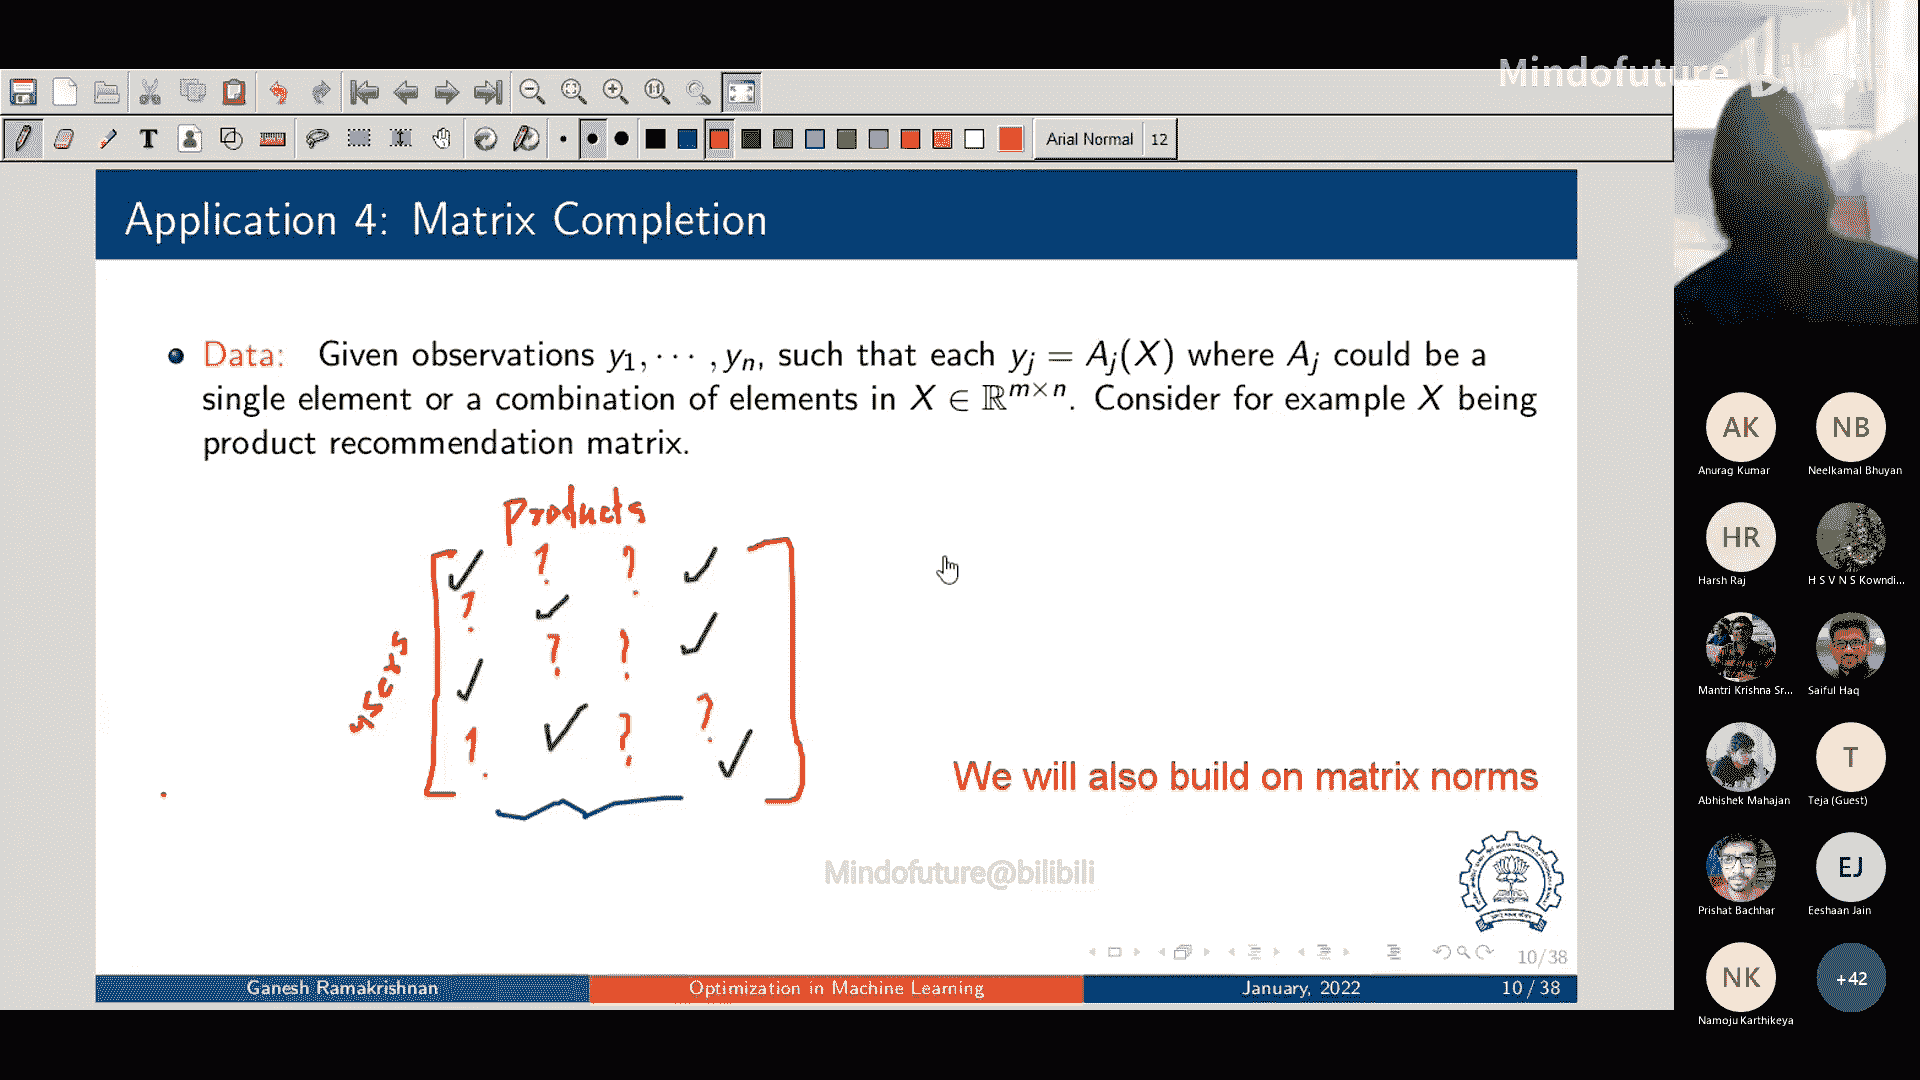 Mindofuture bilibili
Arial Normal 12
Application 4: Matrix Completion
Data: Given observations y₁, ··· , yₙ, such that each yⱼ = Aⱼ(X) where Aⱼ could be a
single element or a combination of elements in X ∈ ℝᵐˣⁿ. Consider for example X being
product recommendation matrix.
Products
✓ ? ? ✓
? ✓
? ? ✓
✓
? ✓ ? ?
✓
users
We will also build on matrix norms
Mindofuture@bilibili
10/38
Ganesh Ramakrishnan Optimization in Machine Learning January, 2022 10 / 38
AK NB
Anurag Kumar Neelkamal Bhuyan
HR
Harsh Raj H S V N S Kowndi...
Mantri Krishna Sr... Saiful Haq
T
Abhishek Mahajan Teja (Guest)
EJ
Prishat Bachhar Eeshaan Jain
NK +42
Namoju Karthikeya